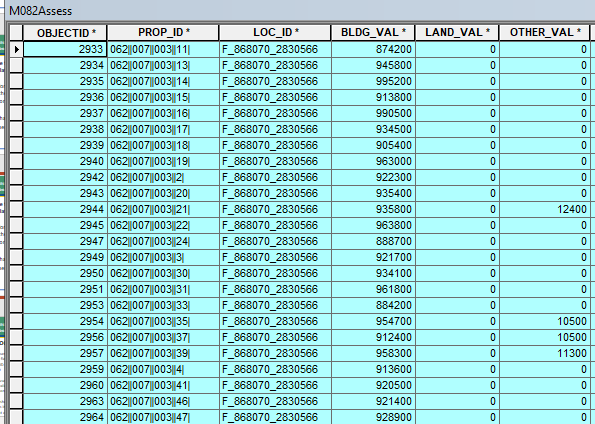 M082Assess
OBJECTID * PROP_ID * LOC_ID * BLDG_VAL * LAND_VAL * OTHER_VAL *
2933 062||007||003||11| F_868070_2830566 874200 0 0
2934 062||007||003||13| F_868070_2830566 945800 0 0
2935 062||007||003||14| F_868070_2830566 995200 0 0
2936 062||007||003||15| F_868070_2830566 913800 0 0
2937 062||007||003||16| F_868070_2830566 990500 0 0
2938 062||007||003||17| F_868070_2830566 934500 0 0
2939 062||007||003||18| F_868070_2830566 905400 0 0
2940 062||007||003||19| F_868070_2830566 963000 0 0
2942 062||007||003||2| F_868070_2830566 922300 0 0
2943 062||007||003||20| F_868070_2830566 935400 0 0
2944 062||007||003||21| F_868070_2830566 935800 0 12400
2945 062||007||003||22| F_868070_2830566 963800 0 0
2947 062||007||003||24| F_868070_2830566 888700 0 0
2949 062||007||003||3| F_868070_2830566 921700 0 0
2950 062||007||003||30| F_868070_2830566 934100 0 0
2951 062||007||003||31| F_868070_2830566 961800 0 0
2953 062||007||003||33| F_868070_2830566 884200 0 0
2954 062||007||003||35| F_868070_2830566 954700 0 10500
2956 062||007||003||37| F_868070_2830566 912400 0 10500
2957 062||007||003||39| F_868070_2830566 958300 0 11300
2959 062||007||003||4| F_868070_2830566 913600 0 0
2960 062||007||003||41| F_868070_2830566 920500 0 0
2963 062||007||003||46| F_868070_2830566 921400 0 0
2964 062||007||003||47| F_868070_2830566 928900 0 0